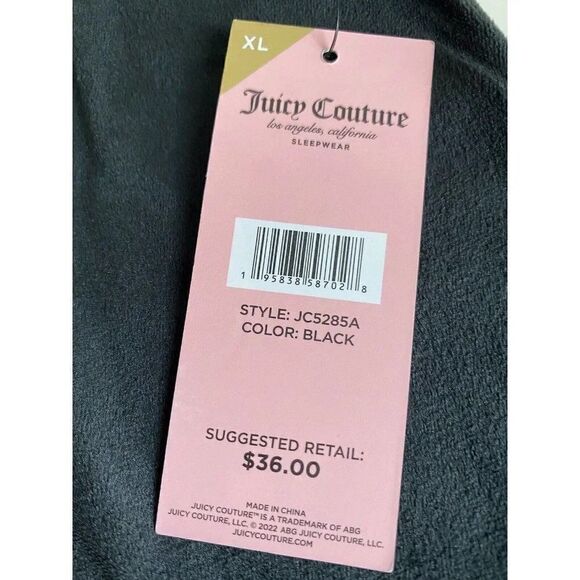 XL
Juicy Couture
los angeles, california
SLEEPWEAR
1 95838 58702 8
STYLE: JC5285A
COLOR: BLACK
SUGGESTED RETAIL:
$36.00
MADE IN CHINA
JUICY COUTURE™ IS A TRADEMARK OF ABG
JUICY COUTURE, LLC. © 2022 ABG JUICY COUTURE, LLC.
JUICYCOUTURE.COM